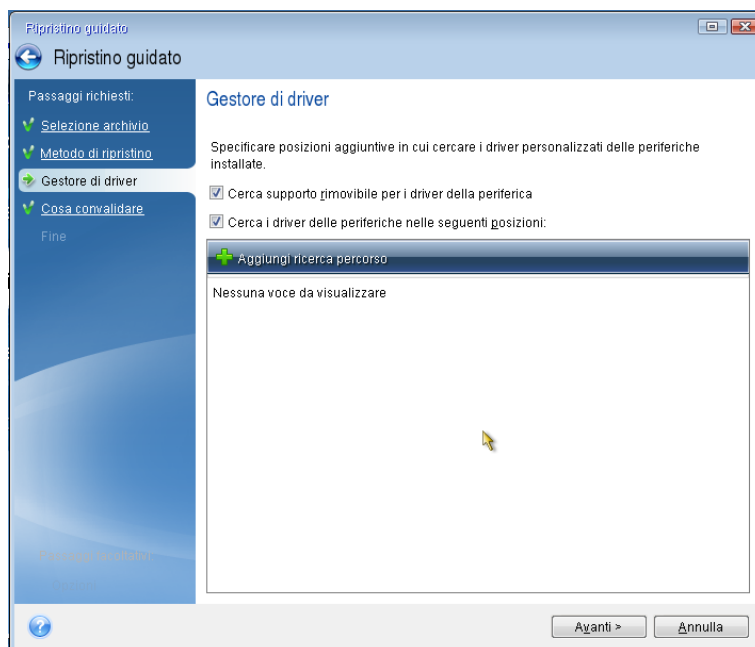 Ripristino guidato
Ripristino guidato
Passaggi richiesti:
Selezione archivio
Metodo di ripristino
Gestore di driver
Cosa convalidare
Fine
Gestore di driver
Specificare posizioni aggiuntive in cui cercare i driver personalizzati delle periferiche
installate.
Cerca supporto rimovibile per i driver della periferica
Cerca i driver delle periferiche nelle seguenti posizioni:
Aggiungi ricerca percorso
Nessuna voce da visualizzare
Avanti >
Annulla